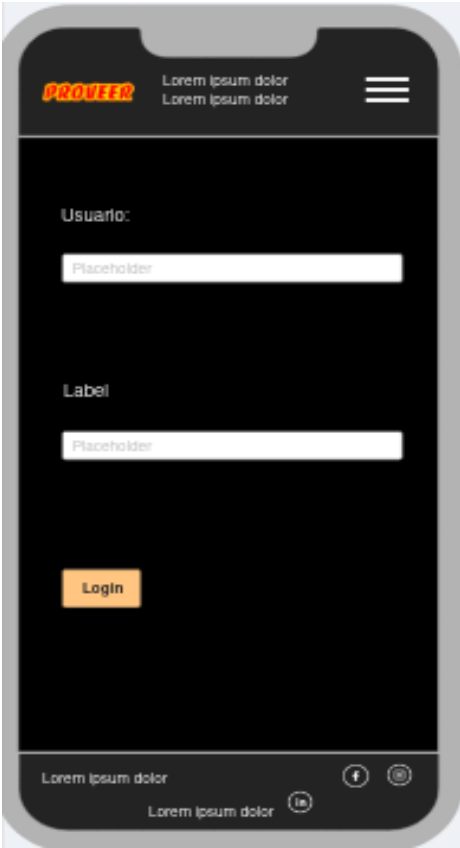 PROVEER
Lorem ipsum dolor
Lorem ipsum dolor
Usuario:
Placeholder
Label
Placeholder
Login
Lorem ipsum dolor
f
in
Lorem ipsum dolor